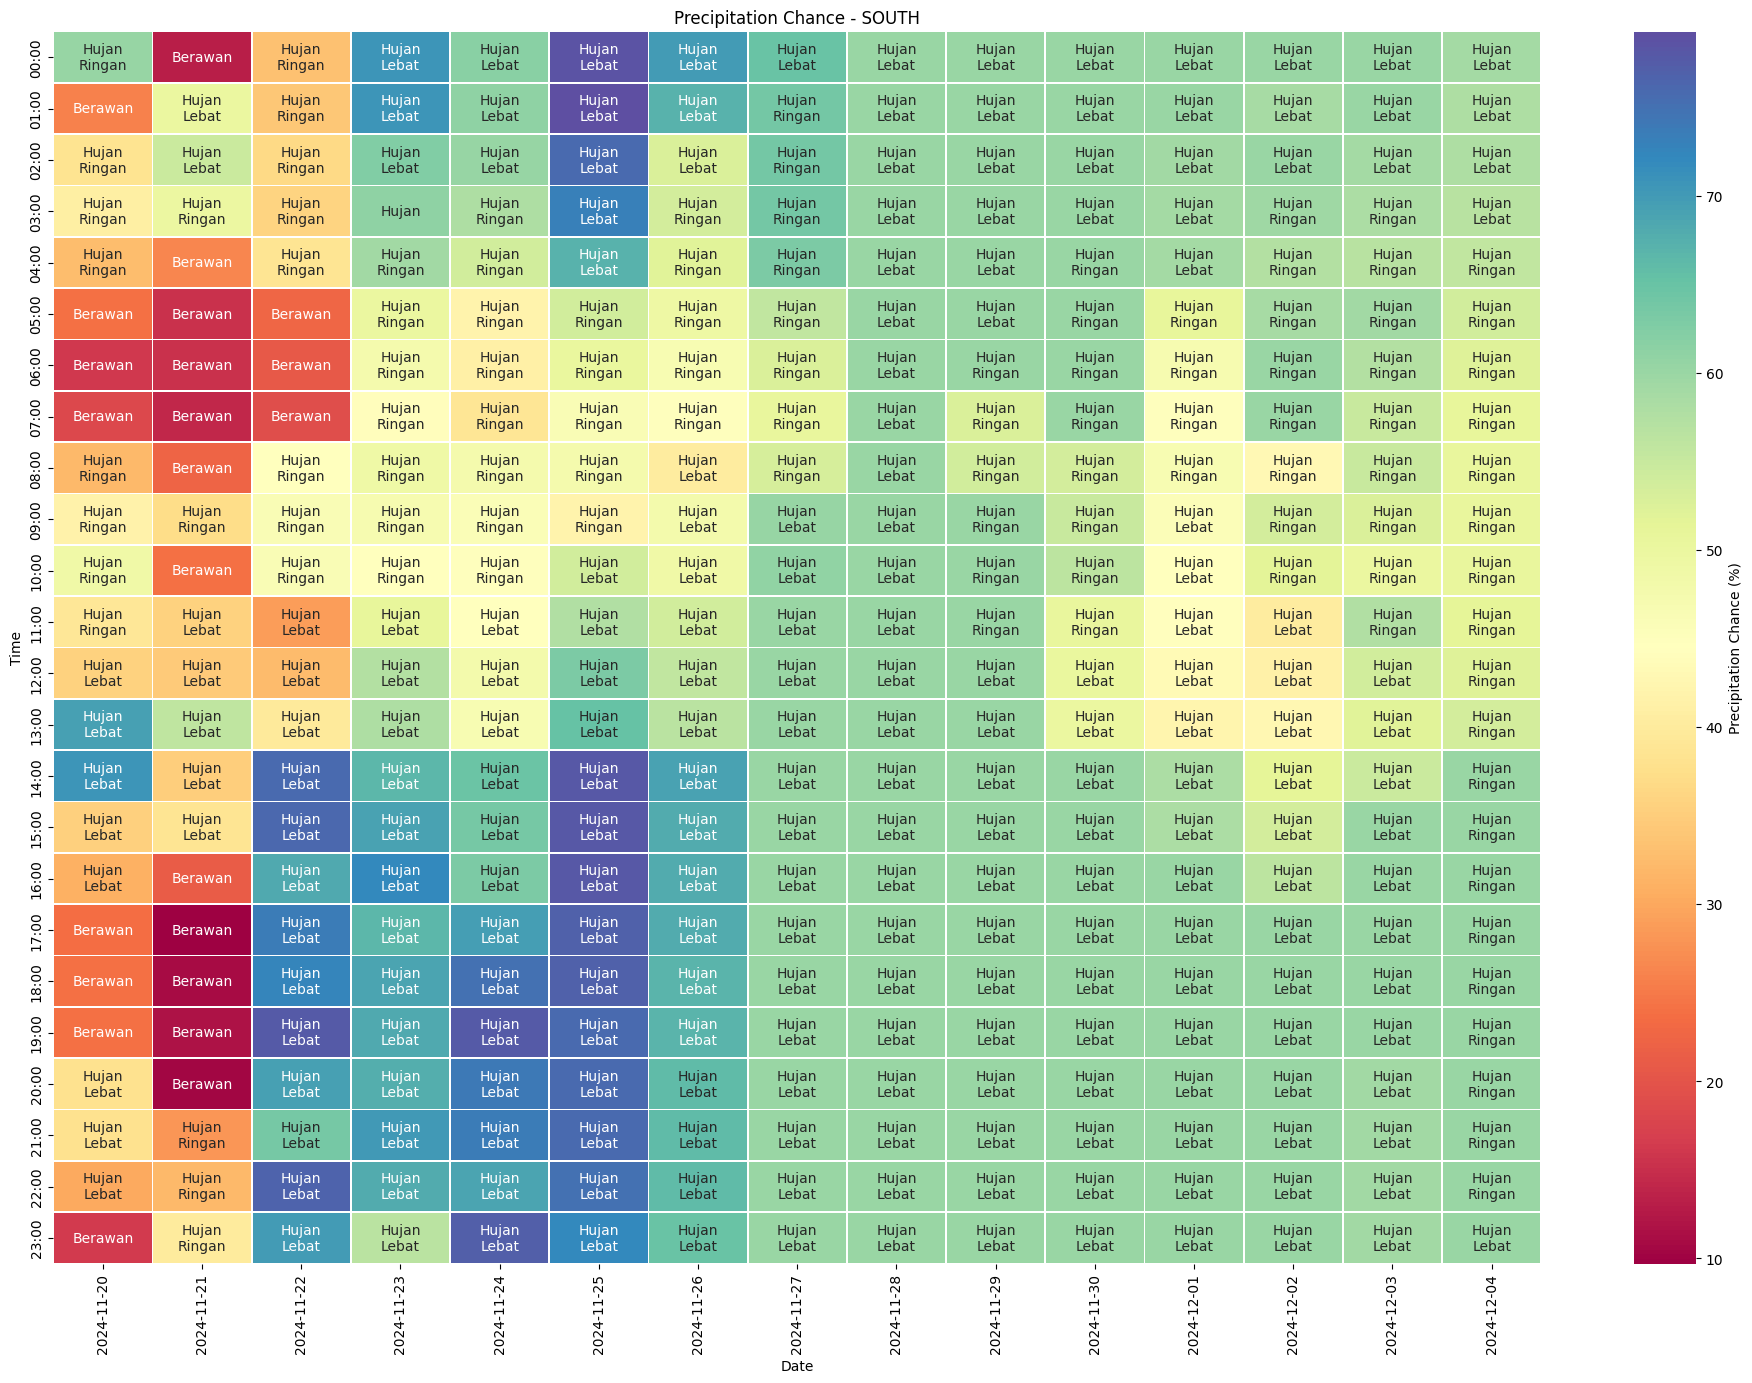 Precipitation Chance - SOUTH
00:00 Hujan Ringan Berawan Hujan Ringan Hujan Lebat Hujan Lebat Hujan Lebat Hujan Lebat Hujan Lebat Hujan Lebat Hujan Lebat Hujan Lebat Hujan Lebat Hujan Lebat Hujan Lebat Hujan Lebat
01:00 Berawan Hujan Lebat Hujan Ringan Hujan Lebat Hujan Lebat Hujan Lebat Hujan Lebat Hujan Ringan Hujan Lebat Hujan Lebat Hujan Lebat Hujan Lebat Hujan Lebat Hujan Lebat Hujan Lebat
02:00 Hujan Ringan Hujan Lebat Hujan Ringan Hujan Lebat Hujan Lebat Hujan Lebat Hujan Lebat Hujan Ringan Hujan Lebat Hujan Lebat Hujan Lebat Hujan Lebat Hujan Lebat Hujan Lebat Hujan Lebat
03:00 Hujan Ringan Hujan Ringan Hujan Ringan Hujan Hujan Ringan Hujan Lebat Hujan Ringan Hujan Ringan Hujan Lebat Hujan Lebat Hujan Lebat Hujan Lebat Hujan Ringan Hujan Ringan Hujan Lebat
04:00 Hujan Ringan Berawan Hujan Ringan Hujan Ringan Hujan Ringan Hujan Lebat Hujan Ringan Hujan Ringan Hujan Lebat Hujan Lebat Hujan Ringan Hujan Lebat Hujan Ringan Hujan Ringan Hujan Ringan
05:00 Berawan Berawan Berawan Hujan Ringan Hujan Ringan Hujan Ringan Hujan Ringan Hujan Ringan Hujan Lebat Hujan Lebat Hujan Ringan Hujan Ringan Hujan Ringan Hujan Ringan Hujan Ringan
06:00 Berawan Berawan Berawan Hujan Ringan Hujan Ringan Hujan Ringan Hujan Ringan Hujan Ringan Hujan Lebat Hujan Ringan Hujan Ringan Hujan Ringan Hujan Ringan Hujan Ringan Hujan Ringan
07:00 Berawan Berawan Berawan Hujan Ringan Hujan Ringan Hujan Ringan Hujan Ringan Hujan Ringan Hujan Lebat Hujan Ringan Hujan Ringan Hujan Ringan Hujan Ringan Hujan Ringan Hujan Ringan
08:00 Hujan Ringan Berawan Hujan Ringan Hujan Ringan Hujan Ringan Hujan Ringan Hujan Lebat Hujan Ringan Hujan Lebat Hujan Ringan Hujan Ringan Hujan Ringan Hujan Ringan Hujan Ringan Hujan Ringan
09:00 Hujan Ringan Hujan Ringan Hujan Ringan Hujan Ringan Hujan Ringan Hujan Ringan Hujan Lebat Hujan Lebat Hujan Lebat Hujan Ringan Hujan Ringan Hujan Lebat Hujan Ringan Hujan Ringan Hujan Ringan
10:00 Hujan Ringan Berawan Hujan Ringan Hujan Ringan Hujan Ringan Hujan Lebat Hujan Lebat Hujan Lebat Hujan Lebat Hujan Ringan Hujan Ringan Hujan Lebat Hujan Ringan Hujan Ringan Hujan Ringan
11:00 Hujan Ringan Hujan Lebat Hujan Lebat Hujan Lebat Hujan Lebat Hujan Lebat Hujan Lebat Hujan Lebat Hujan Lebat Hujan Ringan Hujan Ringan Hujan Lebat Hujan Lebat Hujan Ringan Hujan Ringan
12:00 Hujan Lebat Hujan Lebat Hujan Lebat Hujan Lebat Hujan Lebat Hujan Lebat Hujan Lebat Hujan Lebat Hujan Lebat Hujan Lebat Hujan Lebat Hujan Lebat Hujan Lebat Hujan Lebat Hujan Ringan
13:00 Hujan Lebat Hujan Lebat Hujan Lebat Hujan Lebat Hujan Lebat Hujan Lebat Hujan Lebat Hujan Lebat Hujan Lebat Hujan Lebat Hujan Lebat Hujan Lebat Hujan Lebat Hujan Lebat Hujan Ringan
14:00 Hujan Lebat Hujan Lebat Hujan Lebat Hujan Lebat Hujan Lebat Hujan Lebat Hujan Lebat Hujan Lebat Hujan Lebat Hujan Lebat Hujan Lebat Hujan Lebat Hujan Lebat Hujan Lebat Hujan Ringan
15:00 Hujan Lebat Hujan Lebat Hujan Lebat Hujan Lebat Hujan Lebat Hujan Lebat Hujan Lebat Hujan Lebat Hujan Lebat Hujan Lebat Hujan Lebat Hujan Lebat Hujan Lebat Hujan Lebat Hujan Ringan
16:00 Hujan Lebat Berawan Hujan Lebat Hujan Lebat Hujan Lebat Hujan Lebat Hujan Lebat Hujan Lebat Hujan Lebat Hujan Lebat Hujan Lebat Hujan Lebat Hujan Lebat Hujan Lebat Hujan Ringan
17:00 Berawan Berawan Hujan Lebat Hujan Lebat Hujan Lebat Hujan Lebat Hujan Lebat Hujan Lebat Hujan Lebat Hujan Lebat Hujan Lebat Hujan Lebat Hujan Lebat Hujan Lebat Hujan Ringan
18:00 Berawan Berawan Hujan Lebat Hujan Lebat Hujan Lebat Hujan Lebat Hujan Lebat Hujan Lebat Hujan Lebat Hujan Lebat Hujan Lebat Hujan Lebat Hujan Lebat Hujan Lebat Hujan Ringan
19:00 Berawan Berawan Hujan Lebat Hujan Lebat Hujan Lebat Hujan Lebat Hujan Lebat Hujan Lebat Hujan Lebat Hujan Lebat Hujan Lebat Hujan Lebat Hujan Lebat Hujan Lebat Hujan Ringan
20:00 Hujan Lebat Berawan Hujan Lebat Hujan Lebat Hujan Lebat Hujan Lebat Hujan Lebat Hujan Lebat Hujan Lebat Hujan Lebat Hujan Lebat Hujan Lebat Hujan Lebat Hujan Lebat Hujan Ringan
21:00 Hujan Lebat Hujan Ringan Hujan Lebat Hujan Lebat Hujan Lebat Hujan Lebat Hujan Lebat Hujan Lebat Hujan Lebat Hujan Lebat Hujan Lebat Hujan Lebat Hujan Lebat Hujan Lebat Hujan Ringan
22:00 Hujan Lebat Hujan Ringan Hujan Lebat Hujan Lebat Hujan Lebat Hujan Lebat Hujan Lebat Hujan Lebat Hujan Lebat Hujan Lebat Hujan Lebat Hujan Lebat Hujan Lebat Hujan Lebat Hujan Ringan
23:00 Berawan Hujan Ringan Hujan Lebat Hujan Lebat Hujan Lebat Hujan Lebat Hujan Lebat Hujan Lebat Hujan Lebat Hujan Lebat Hujan Lebat Hujan Lebat Hujan Lebat Hujan Lebat Hujan Lebat
Time
2024-11-20 2024-11-21 2024-11-22 2024-11-23 2024-11-24 2024-11-25 2024-11-26 2024-11-27 2024-11-28 2024-11-29 2024-11-30 2024-12-01 2024-12-02 2024-12-03 2024-12-04
Date
70
60
50
40
30
20
10
Precipitation Chance (%)